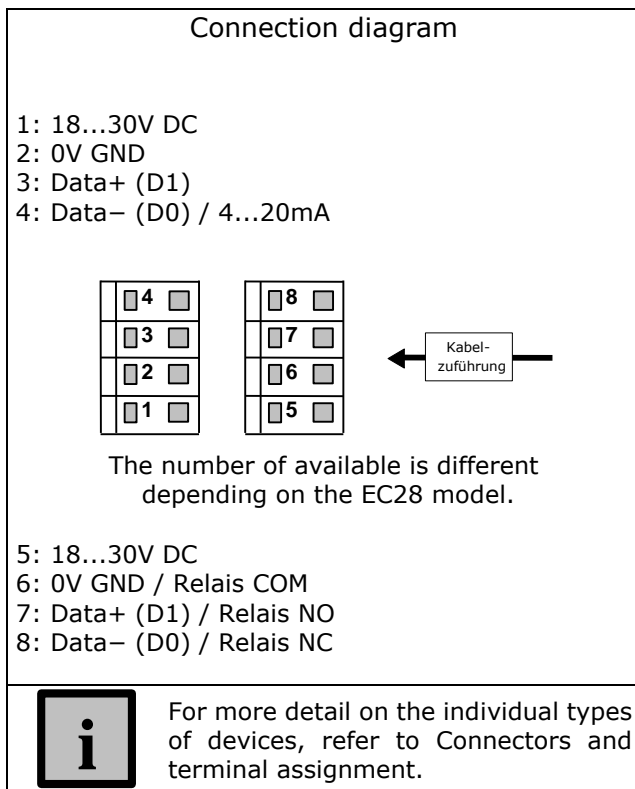 Connection diagram
1: 18...30V DC
2: 0V GND
3: Data+ (D1)
4: Data− (D0) / 4...20mA
4 8
3 7
2 6
1 5
Kabel-
zuführung
The number of available is different
depending on the EC28 model.
5: 18...30V DC
6: 0V GND / Relais COM
7: Data+ (D1) / Relais NO
8: Data− (D0) / Relais NC
i
For more detail on the individual types
of devices, refer to Connectors and
terminal assignment.